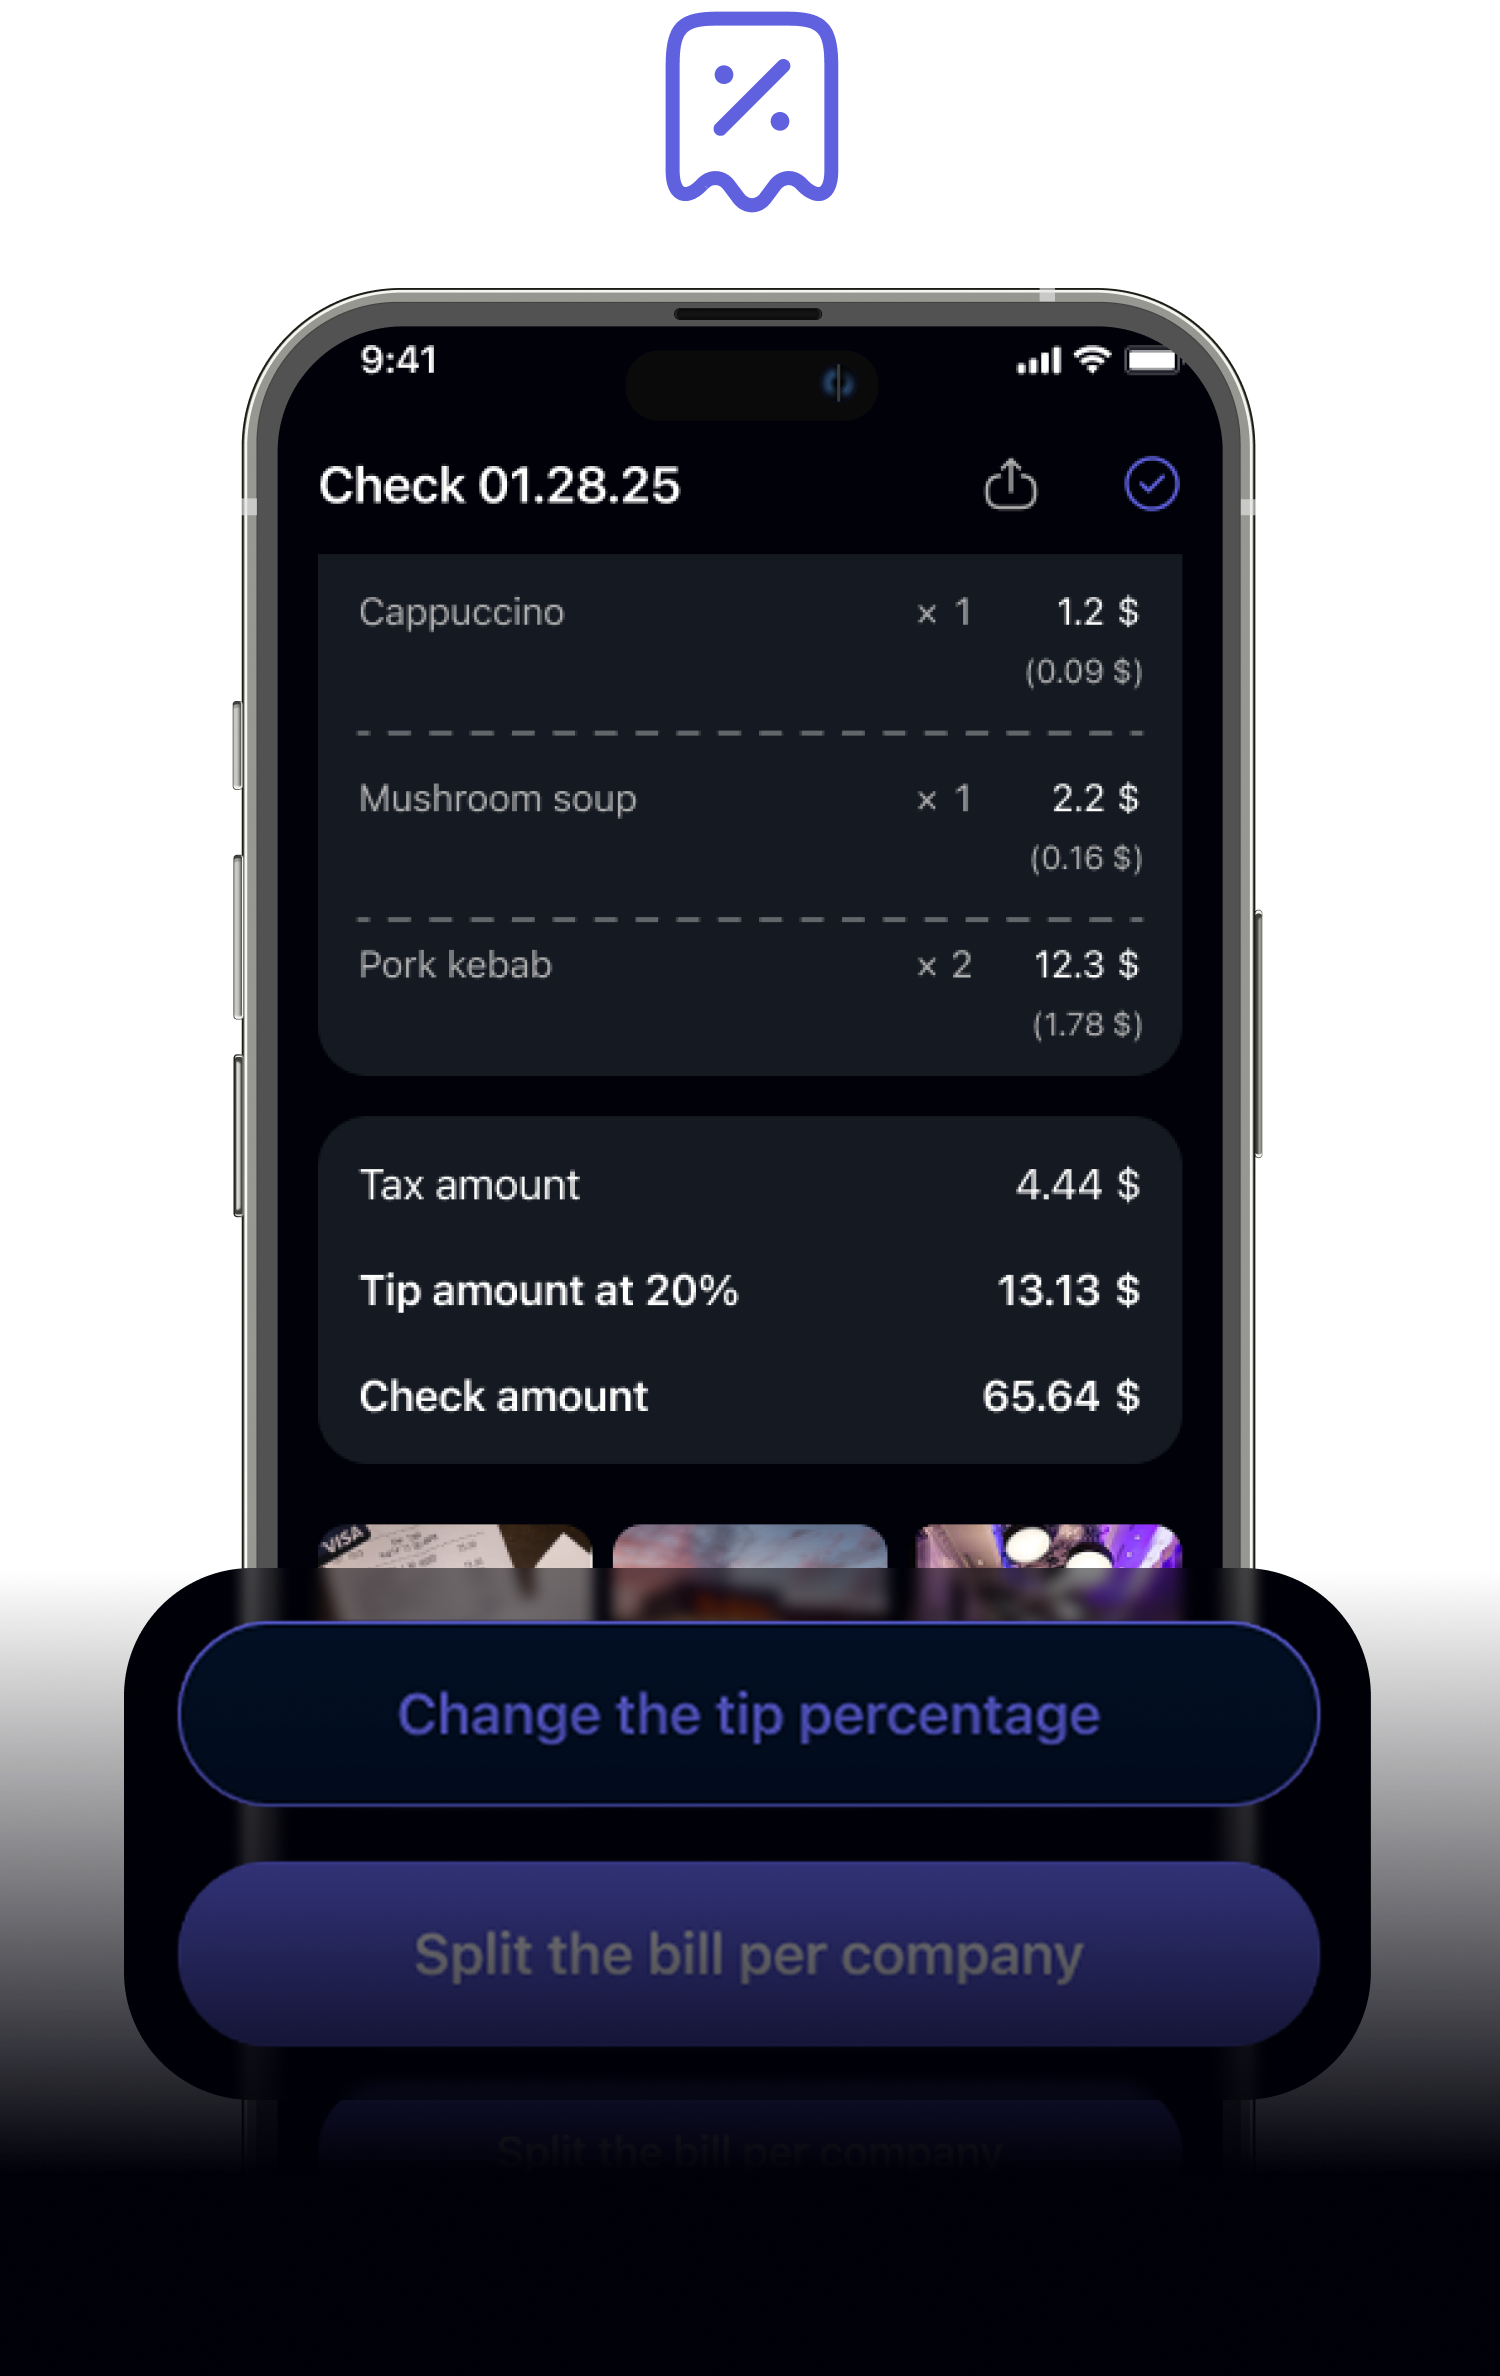 9:41
Check 01.28.25
Cappuccino × 1 1.2 $
(0.09 $)
Mushroom soup × 1 2.2 $
(0.16 $)
Pork kebab × 2 12.3 $
(1.78 $)
Tax amount 4.44 $
Tip amount at 20% 13.13 $
Check amount 65.64 $
VISA
Change the tip percentage
Split the bill per company
Split the bill per company